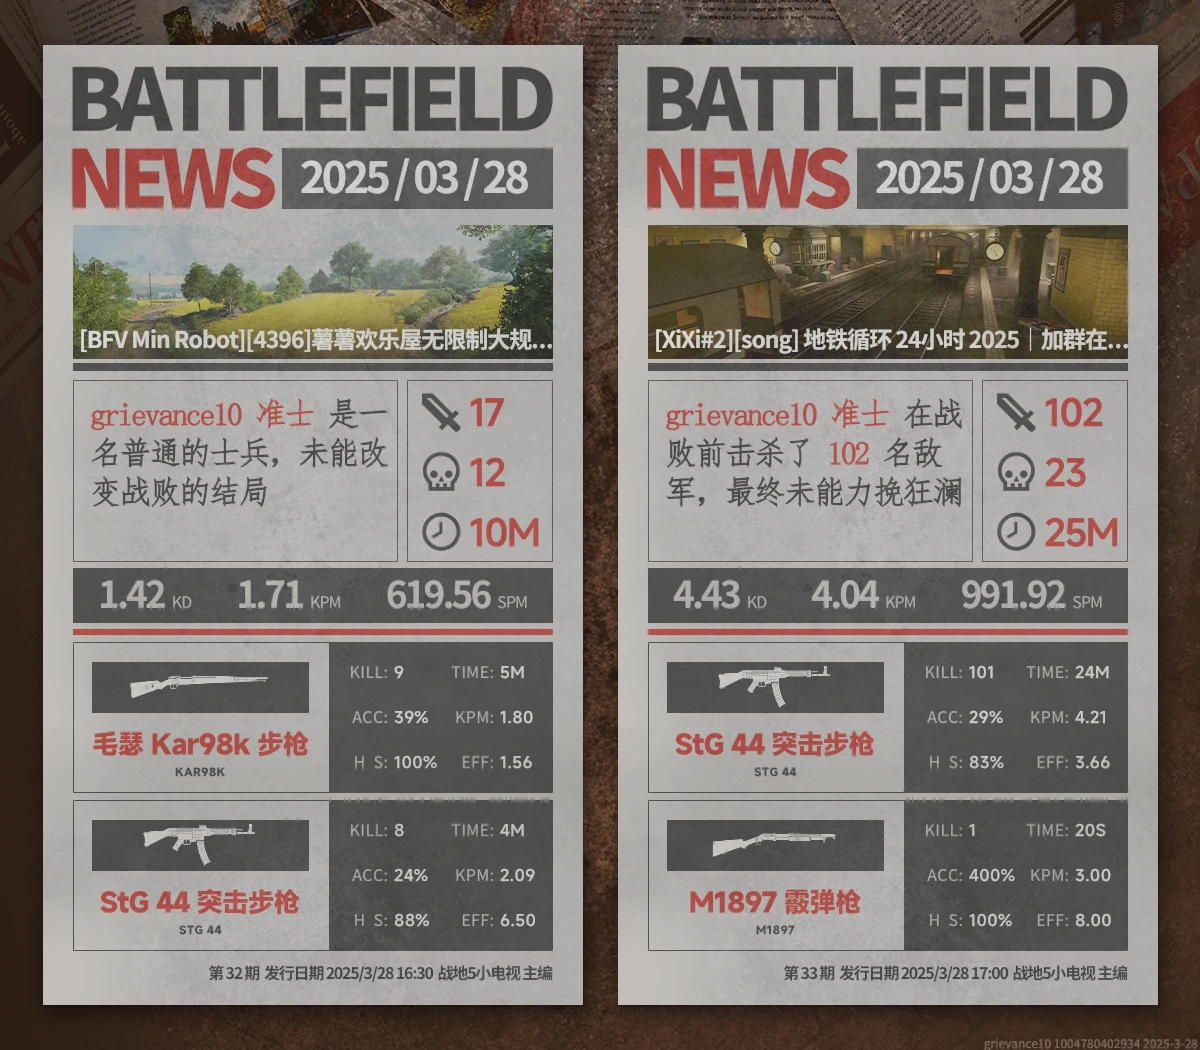 BATTLEFIELD
NEWS 2025/03/28
[BFV Min Robot][4396]薯薯欢乐屋无限制大规...
grievance10 准士 是一
名普通的士兵，未能改
变战败的结局
17
12
10M
1.42 KD 1.71 KPM 619.56 SPM
毛瑟 Kar98k 步枪
KAR98K
KILL: 9 TIME: 5M
ACC: 39% KPM: 1.80
H S: 100% EFF: 1.56
StG 44 突击步枪
STG 44
KILL: 8 TIME: 4M
ACC: 24% KPM: 2.09
H S: 88% EFF: 6.50
第32期 发行日期2025/3/28 16:30 战地5小电视 主编
BATTLEFIELD
NEWS 2025/03/28
[XiXi#2][song] 地铁循环 24小时 2025｜加群在...
grievance10 准士 在战
败前击杀了 102 名敌
军，最终未能力挽狂澜
102
23
25M
4.43 KD 4.04 KPM 991.92 SPM
StG 44 突击步枪
STG 44
KILL: 101 TIME: 24M
ACC: 29% KPM: 4.21
H S: 83% EFF: 3.66
M1897 霰弹枪
M1897
KILL: 1 TIME: 20S
ACC: 400% KPM: 3.00
H S: 100% EFF: 8.00
第33期 发行日期2025/3/28 17:00 战地5小电视 主编
grievance10 1004780402934 2025-3-28